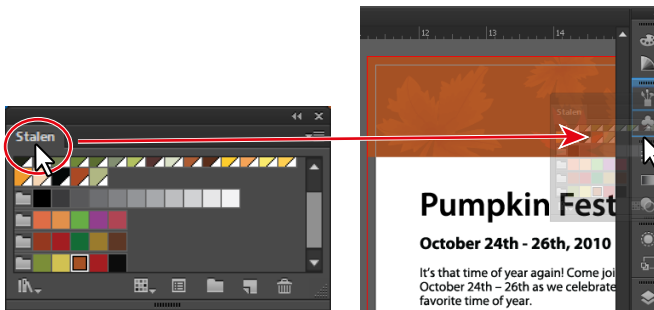 Stalen
12 13 14
Stalen
Pumpkin Fest
October 24th - 26th, 2010
It's that time of year again! Come joi
October 24th – 26th as we celebrate
favorite time of year.